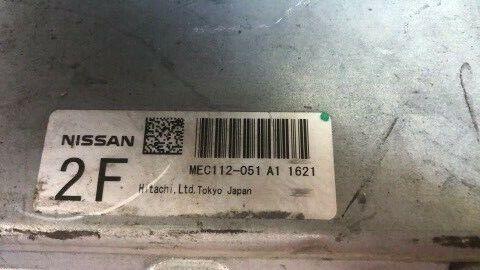 NISSAN
2F
MEC112-051 A1 1621
Hitachi,Ltd.Tokyo Japan